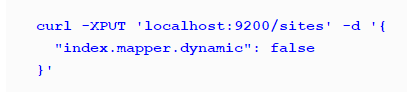 curl -XPUT 'localhost:9200/sites' -d '{
  "index.mapper.dynamic": false
}'